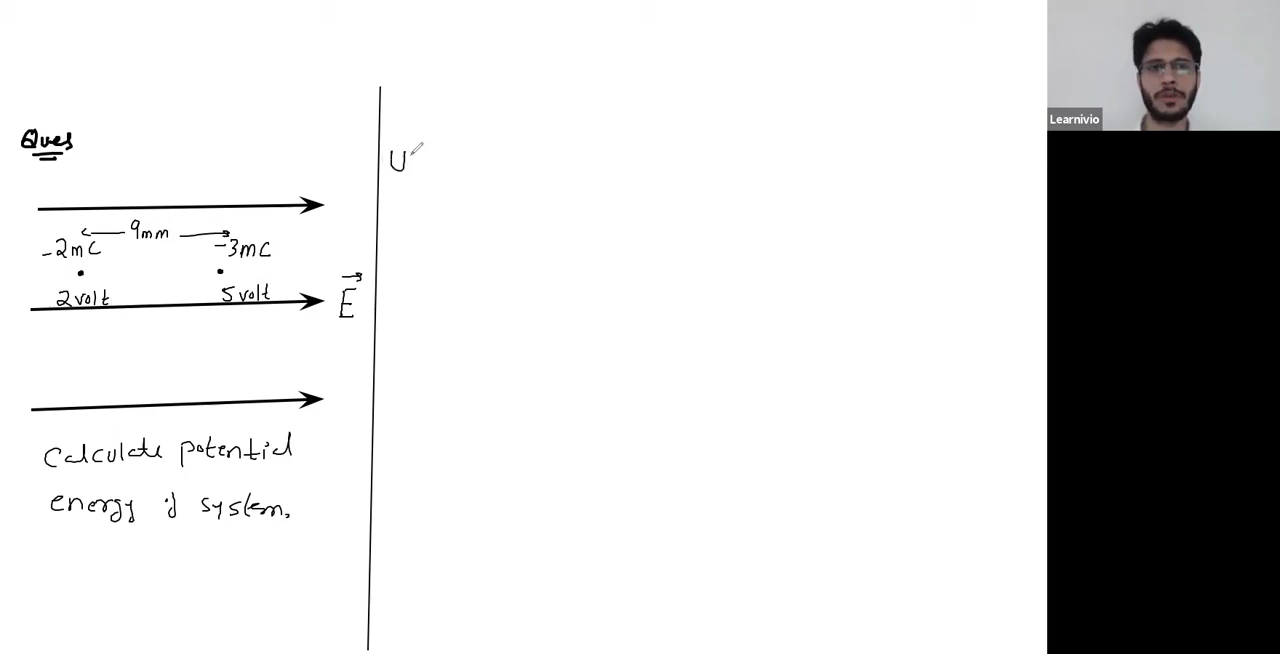 Ques
9mm
-2mC -3mC
2volt 5volt
E
Calculate potential
energy of system.
U
Learnivio